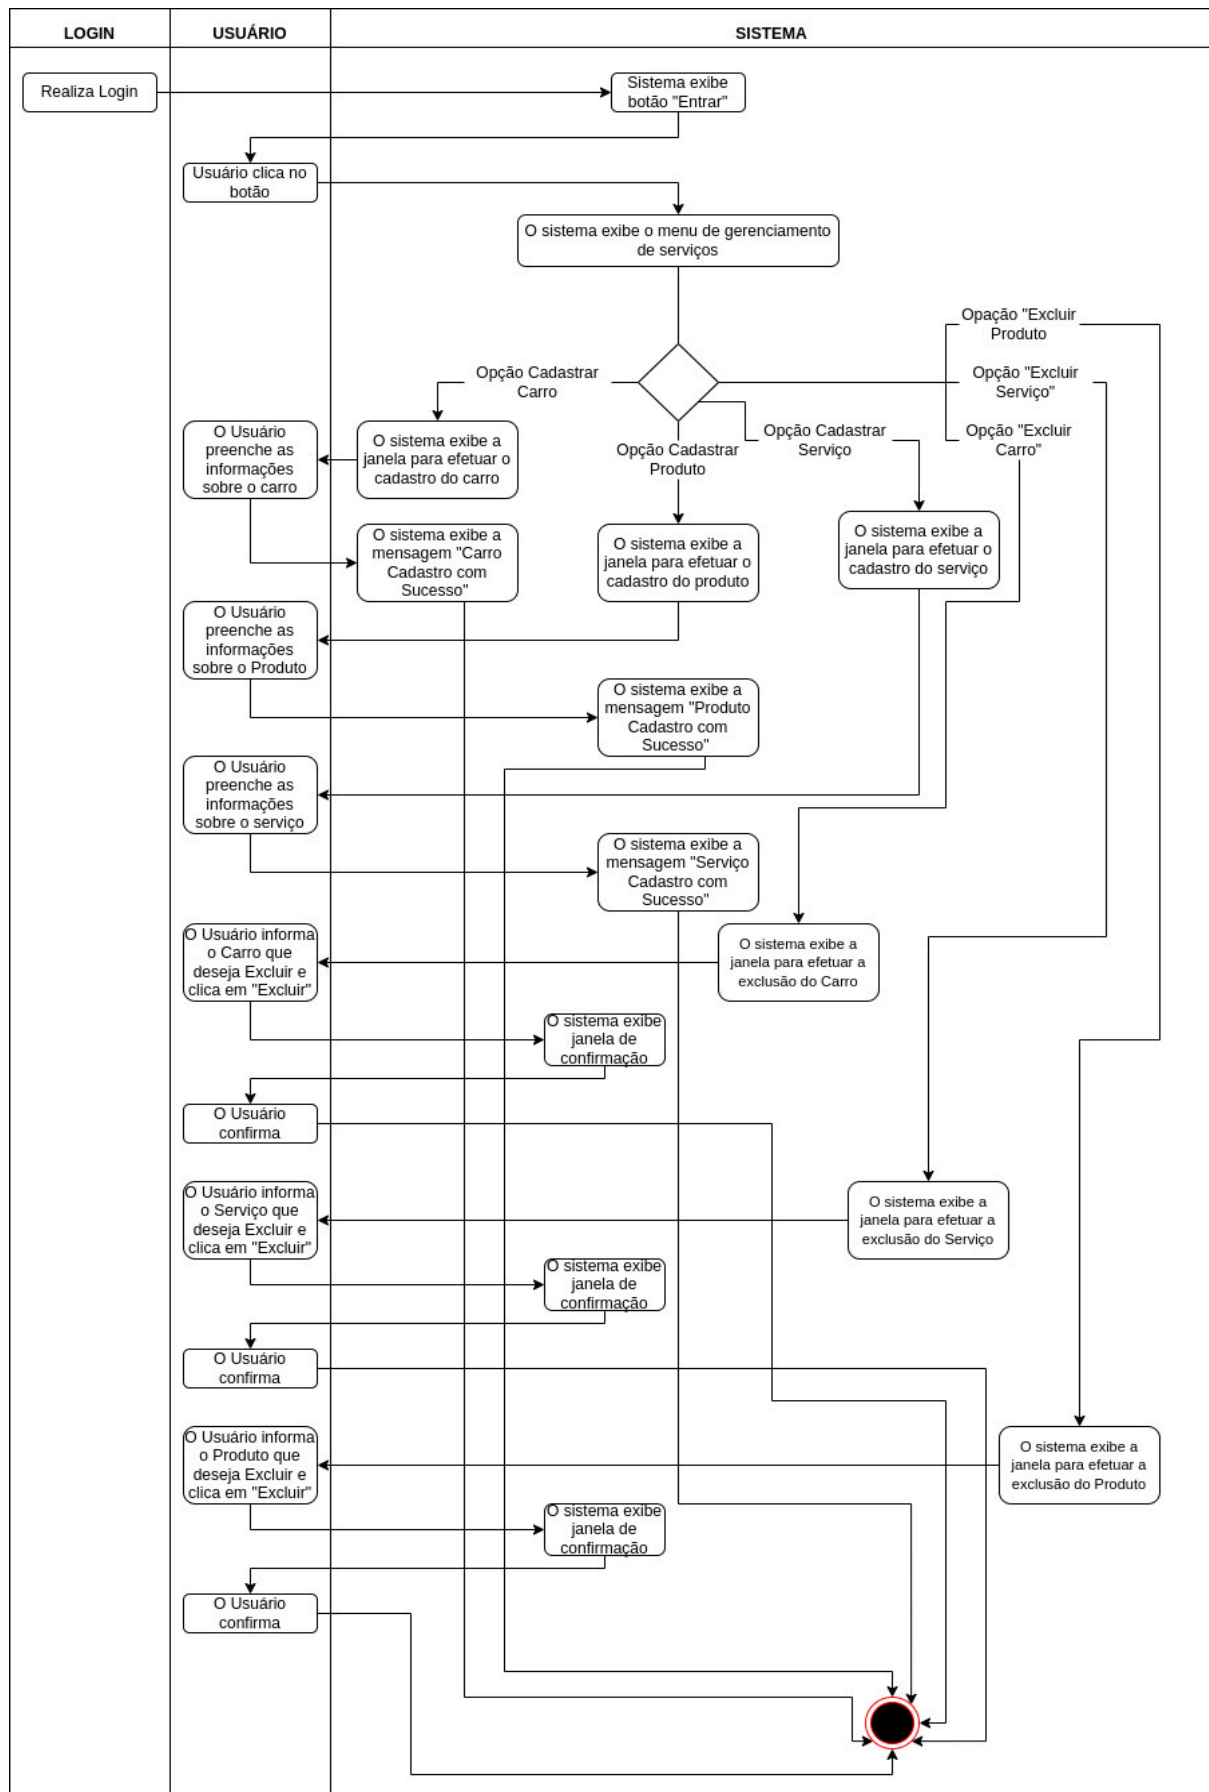 LOGIN
USUÁRIO
SISTEMA
Realiza Login
Sistema exibe
botão "Entrar"
Usuário clica no
botão
O sistema exibe o menu de gerenciamento
de serviços
Opação "Excluir
Produto
Opção Cadastrar
Carro
Opção "Excluir
Serviço"
O Usuário
preenche as
informações
sobre o carro
O sistema exibe a
janela para efetuar o
cadastro do carro
Opção Cadastrar
Produto
Opção Cadastrar
Serviço
Opção "Excluir
Carro"
O sistema exibe a
mensagem "Carro
Cadastro com
Sucesso"
O sistema exibe a
janela para efetuar o
cadastro do produto
O sistema exibe a
janela para efetuar o
cadastro do serviço
O Usuário
preenche as
informações
sobre o Produto
O sistema exibe a
mensagem "Produto
Cadastro com
Sucesso"
O Usuário
preenche as
informações
sobre o serviço
O sistema exibe a
mensagem "Serviço
Cadastro com
Sucesso"
O Usuário informa
o Carro que
deseja Excluir e
clica em "Excluir"
O sistema exibe a
janela para efetuar a
exclusão do Carro
O sistema exibe
janela de
confirmação
O Usuário
confirma
O Usuário informa
o Serviço que
deseja Excluir e
clica em "Excluir"
O sistema exibe a
janela para efetuar a
exclusão do Serviço
O sistema exibe
janela de
confirmação
O Usuário
confirma
O Usuário informa
o Produto que
deseja Excluir e
clica em "Excluir"
O sistema exibe a
janela para efetuar a
exclusão do Produto
O sistema exibe
janela de
confirmação
O Usuário
confirma